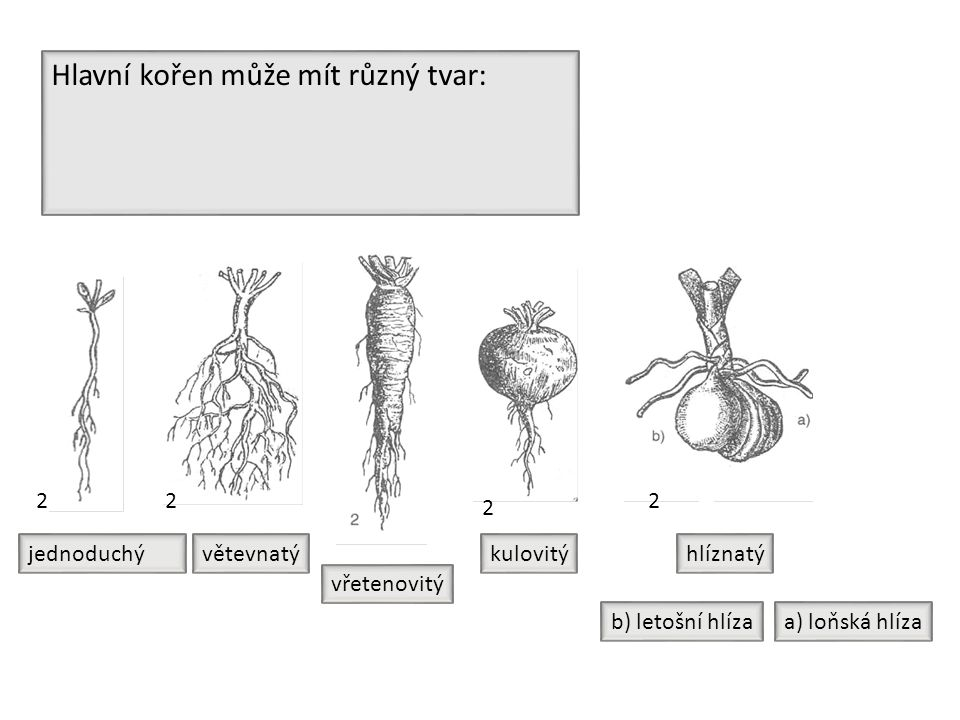 Hlavní kořen může mít různý tvar:
a)
b)
2
2
2
2
2
jednoduchý
větevnatý
vřetenovitý
kulovitý
hlíznatý
b) letošní hlíza
a) loňská hlíza